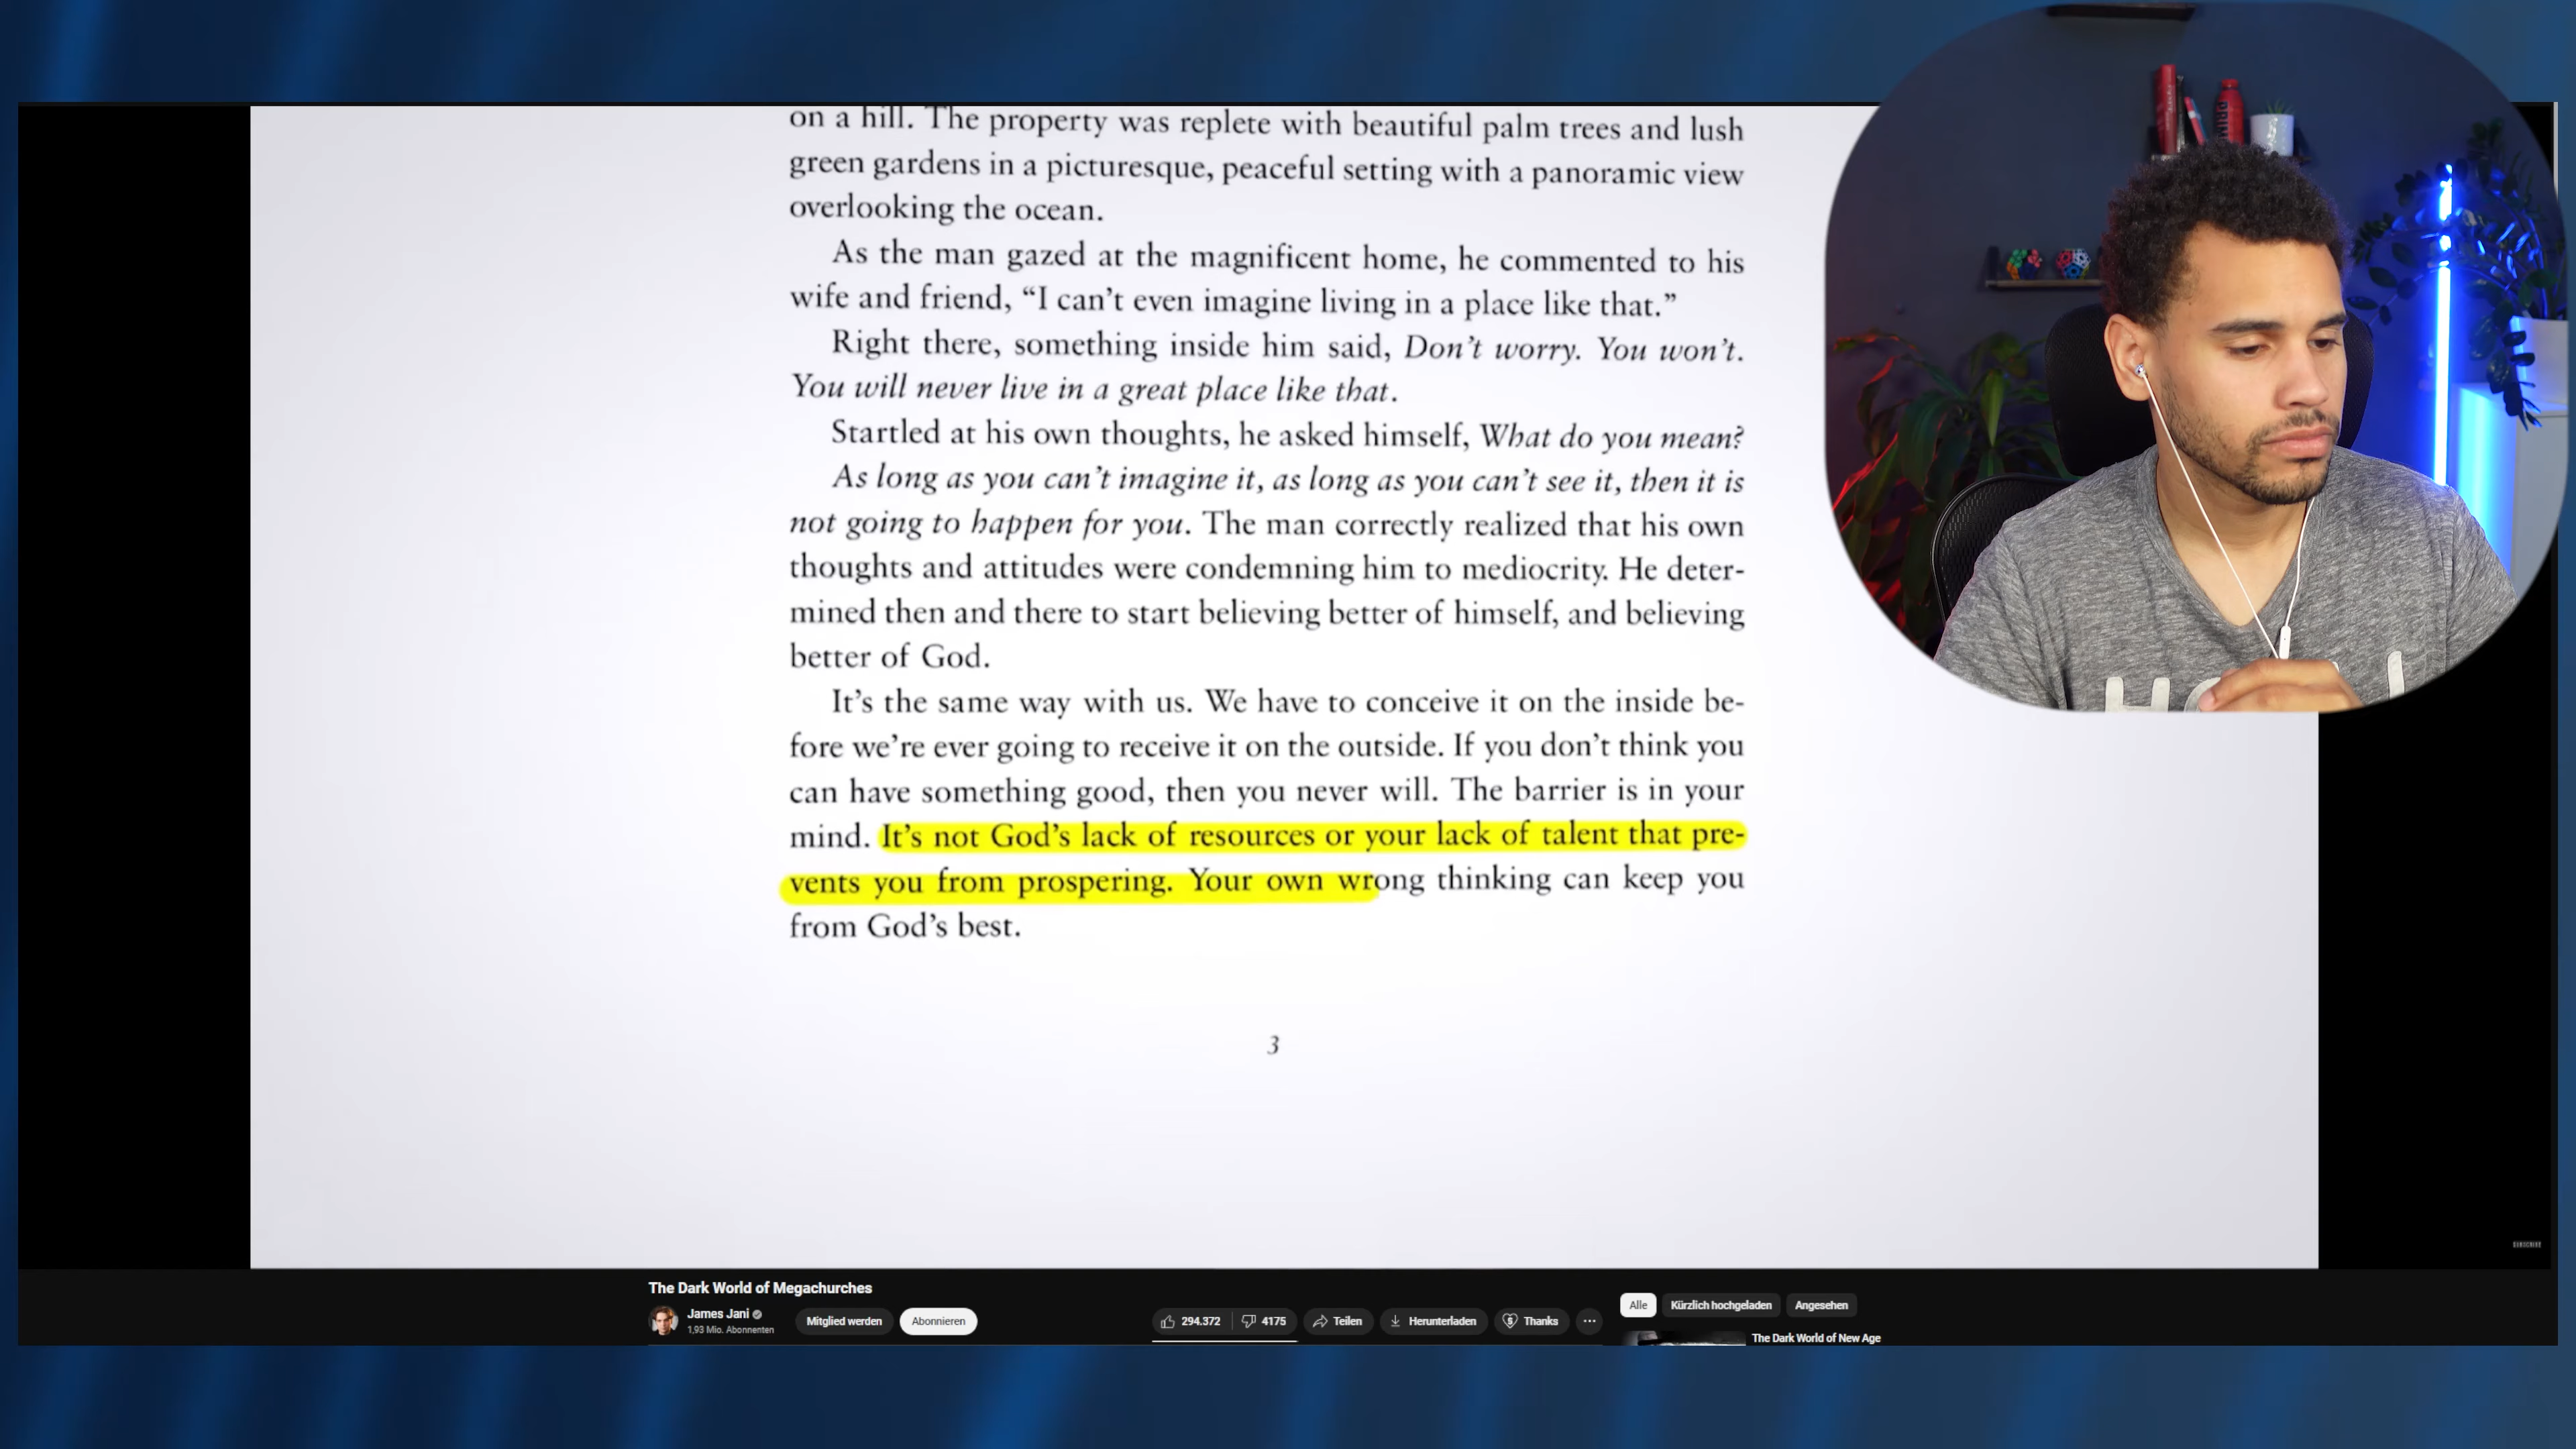 on a hill. The property was replete with beautiful palm trees and lush
green gardens in a picturesque, peaceful setting with a panoramic view
overlooking the ocean.
As the man gazed at the magnificent home, he commented to his
wife and friend, “I can’t even imagine living in a place like that.”
Right there, something inside him said, Don’t worry. You won’t.
You will never live in a great place like that.
Startled at his own thoughts, he asked himself, What do you mean?
As long as you can’t imagine it, as long as you can’t see it, then it is
not going to happen for you. The man correctly realized that his own
thoughts and attitudes were condemning him to mediocrity. He deter-
mined then and there to start believing better of himself, and believing
better of God.
It’s the same way with us. We have to conceive it on the inside be-
fore we’re ever going to receive it on the outside. If you don’t think you
can have something good, then you never will. The barrier is in your
mind. It’s not God’s lack of resources or your lack of talent that pre-
vents you from prospering. Your own wrong thinking can keep you
from God’s best.
3
SUBSCRIBE
The Dark World of Megachurches
James Jani
1,93 Mio. Abonnenten
Mitglied werden
Abonnieren
294.372
4175
Teilen
Herunterladen
Thanks
Alle
Kürzlich hochgeladen
Angesehen
The Dark World of New Age